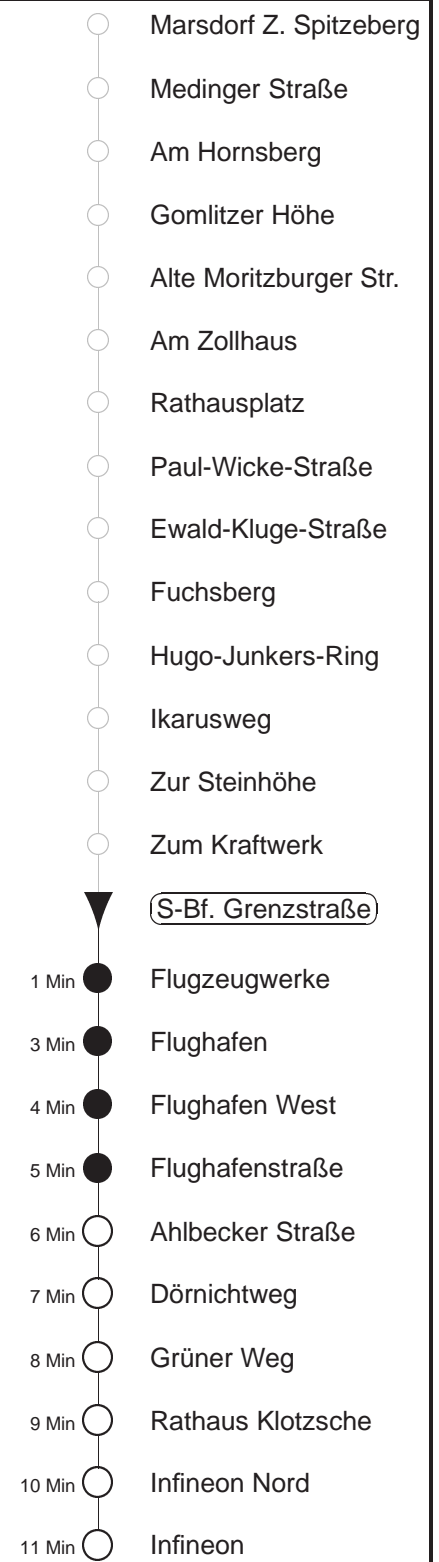 Marsdorf Z. Spitzeberg
Medinger Straße
Am Hornsberg
Gomlitzer Höhe
Alte Moritzburger Str.
Am Zollhaus
Rathausplatz
Paul-Wicke-Straße
Ewald-Kluge-Straße
Fuchsberg
Hugo-Junkers-Ring
Ikarusweg
Zur Steinhöhe
Zum Kraftwerk
S-Bf. Grenzstraße
1 Min Flugzeugwerke
3 Min Flughafen
4 Min Flughafen West
5 Min Flughafenstraße
6 Min Ahlbecker Straße
7 Min Dörnichtweg
8 Min Grüner Weg
9 Min Rathaus Klotzsche
10 Min Infineon Nord
11 Min Infineon